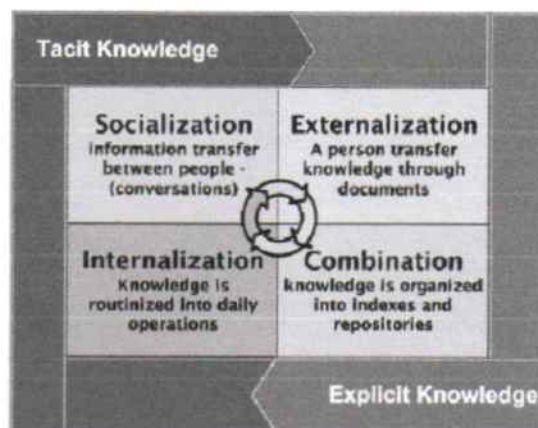 Tacit Knowledge
Socialization
information transfer
between people -
(conversations)
Externalization
A person transfer
knowledge through
documents
Internalization
Knowledge is
routinized into daily
operations
Combination
knowledge is organized
into indexes and
repositories
Explicit Knowledge